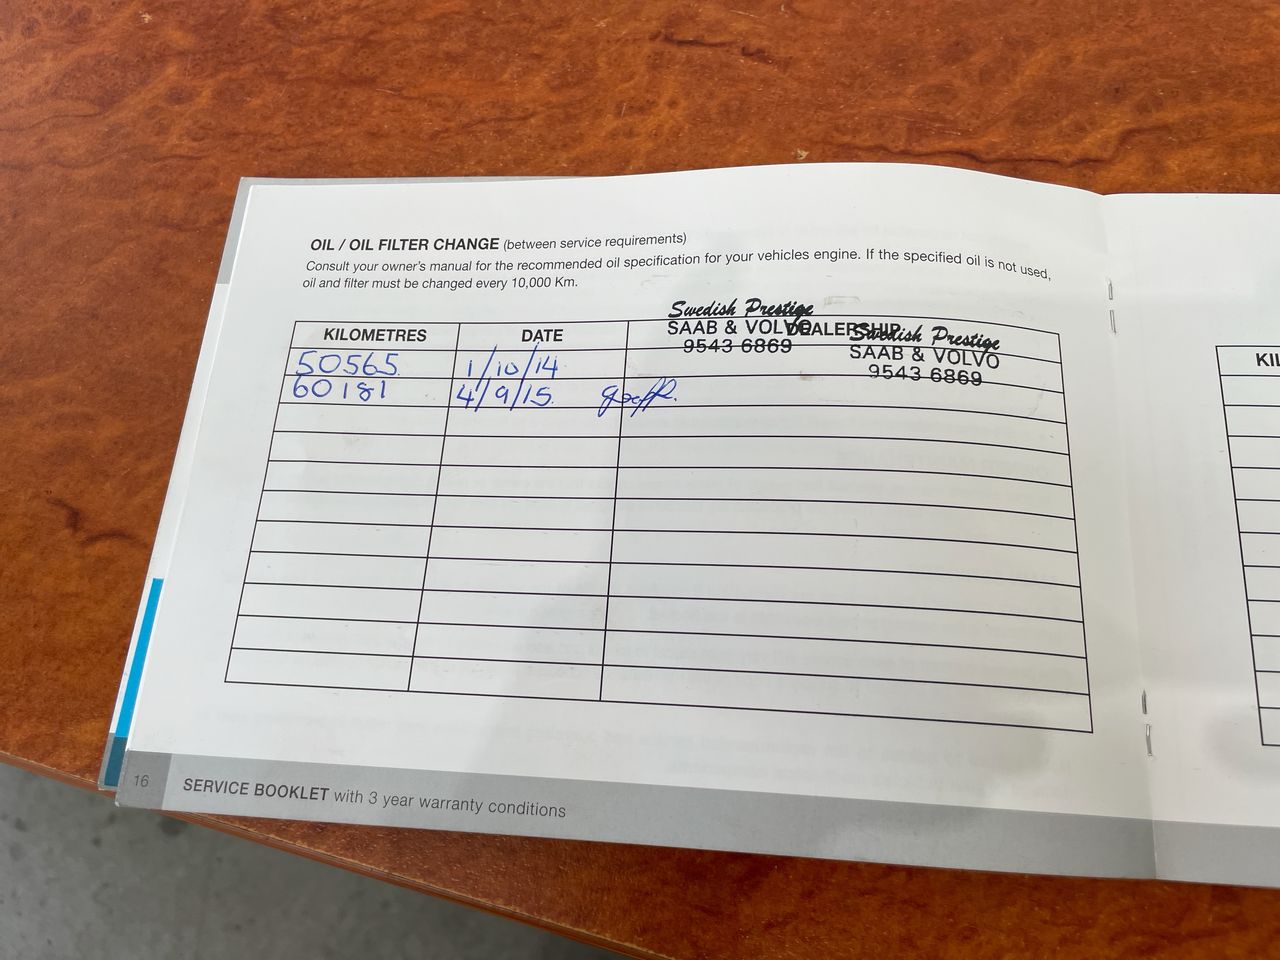 OIL / OIL FILTER CHANGE (between service requirements)
Consult your owner's manual for the recommended oil specification for your vehicles engine. If the specified oil is not used,
oil and filter must be changed every 10,000 Km.
KILOMETRES DATE DEALERSHIP
Swedish Prestige
SAAB & VOLVO
9543 6869
Swedish Prestige
SAAB & VOLVO
9543 6869
50565 1/10/14
60181 4/9/15
16 SERVICE BOOKLET with 3 year warranty conditions
KIL